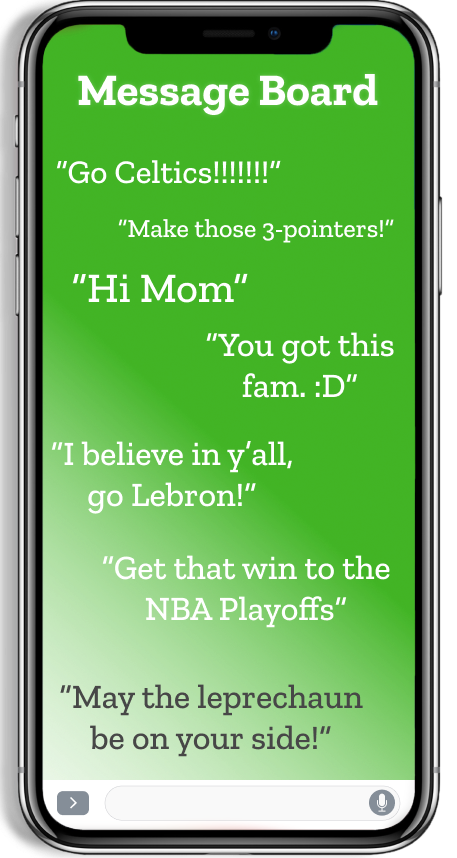 Message Board
"Go Celtics!!!!!!!"
"Make those 3-pointers!"
"Hi Mom"
"You got this
fam. :D"
"I believe in y'all,
go Lebron!"
"Get that win to the
NBA Playoffs"
"May the leprechaun
be on your side!"